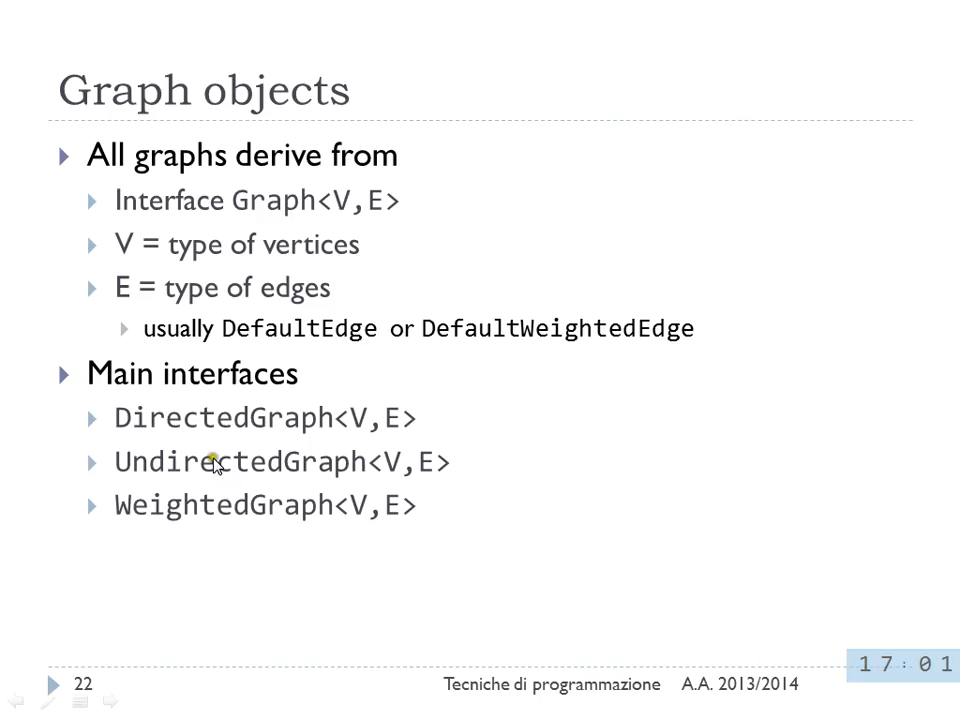 Graph objects
All graphs derive from
Interface Graph<V,E>
V = type of vertices
E = type of edges
usually DefaultEdge or DefaultWeightedEdge
Main interfaces
DirectedGraph<V,E>
UndirectedGraph<V,E>
WeightedGraph<V,E>
22
Tecniche di programmazione A.A. 2013/2014
17:01